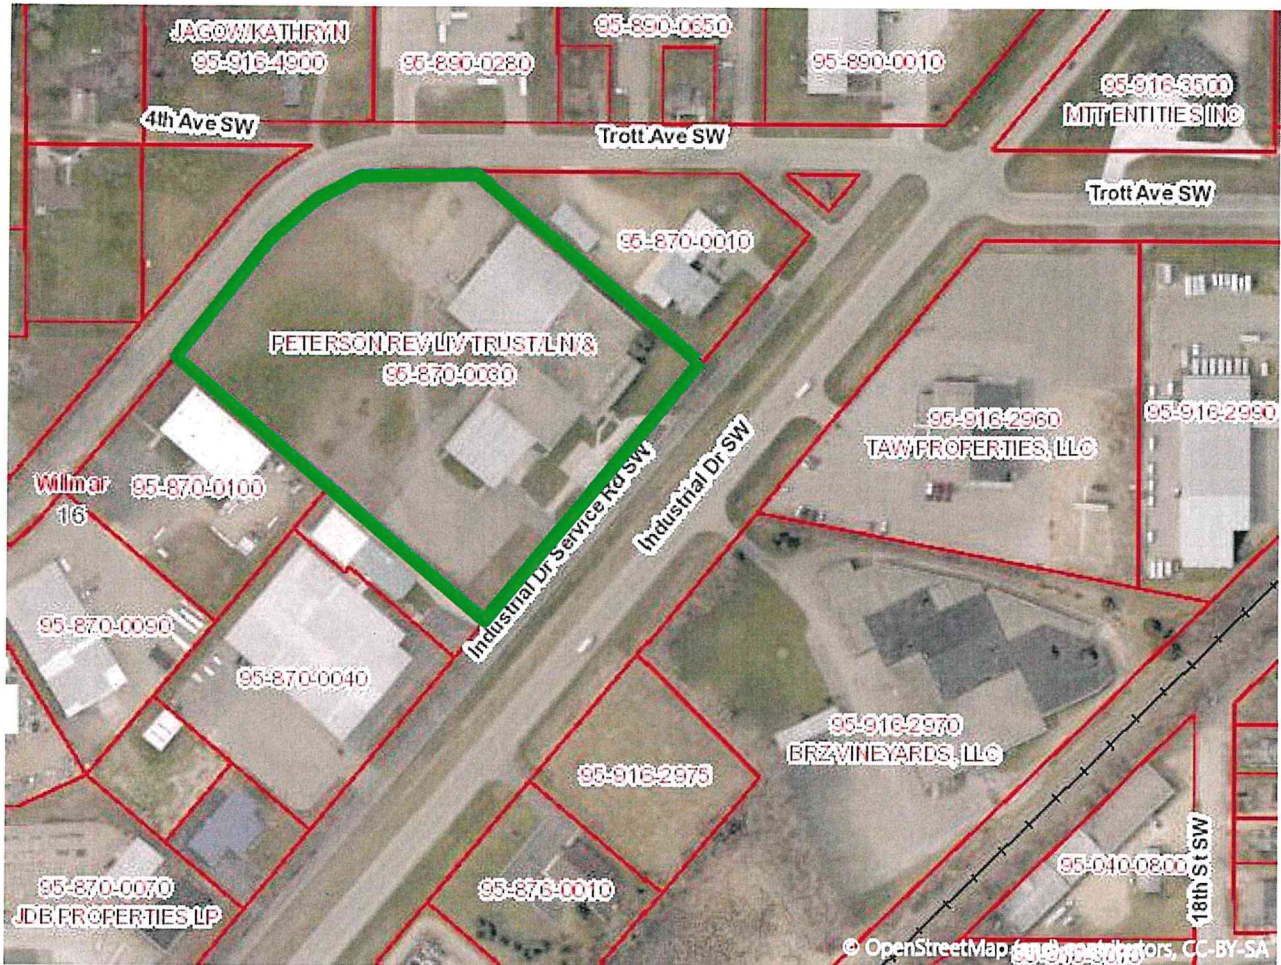 JAGOW/KATHRYN
95-916-4900
95-890-0280
95-890-0650
95-890-0010
95-916-3500
MTT ENTITIES INC
4th Ave SW
Trott Ave SW
Trott Ave SW
95-870-0010
PETERSON REV LIV TRUST/L N/&
95-870-0030
95-916-2960
TAW PROPERTIES, LLC
95-916-2990
Willmar
16
95-870-0100
Industrial Dr Service Rd SW
Industrial Dr SW
95-870-0090
95-870-0040
95-916-2970
BRZ VINEYARDS, LLC
95-916-2975
95-870-0070
JDB PROPERTIES LP
95-876-0010
95-040-0800
18th St SW
© OpenStreetMap contributors, CC-BY-SA